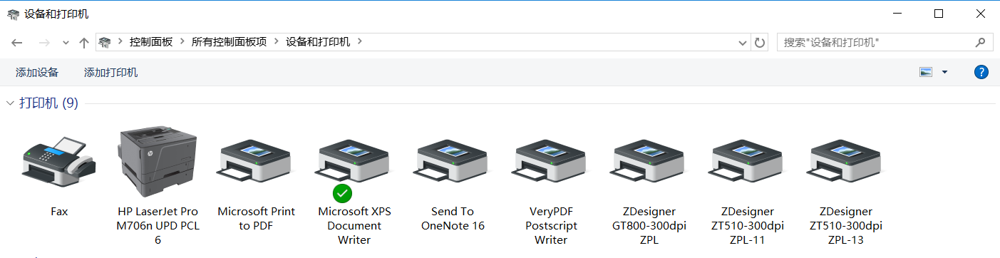 设备和打印机
控制面板 所有控制面板项 设备和打印机
搜索"设备和打印机"
添加设备 添加打印机
打印机 (9)
Fax
HP LaserJet Pro
M706n UPD PCL
6
Microsoft Print
to PDF
Microsoft XPS
Document
Writer
Send To
OneNote 16
VeryPDF
Postscript
Writer
ZDesigner
GT800-300dpi
ZPL
ZDesigner
ZT510-300dpi
ZPL-11
ZDesigner
ZT510-300dpi
ZPL-13